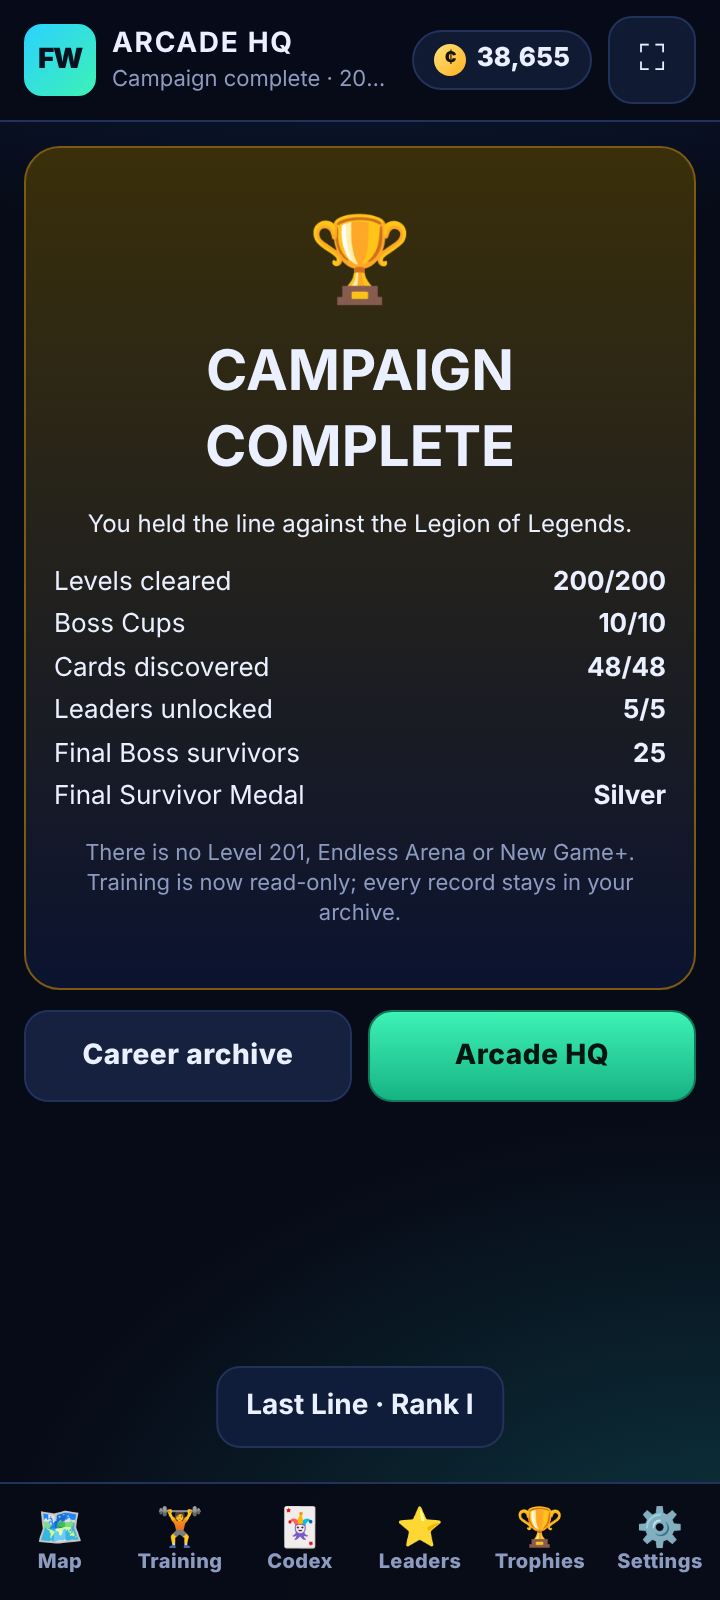 FW
ARCADE HQ
Campaign complete · 20...
¢ 38,655
CAMPAIGN
COMPLETE
You held the line against the Legion of Legends.
Levels cleared 200/200
Boss Cups 10/10
Cards discovered 48/48
Leaders unlocked 5/5
Final Boss survivors 25
Final Survivor Medal Silver
There is no Level 201, Endless Arena or New Game+.
Training is now read-only; every record stays in your
archive.
Career archive
Arcade HQ
Last Line · Rank I
Map
Training
Codex
Leaders
Trophies
Settings